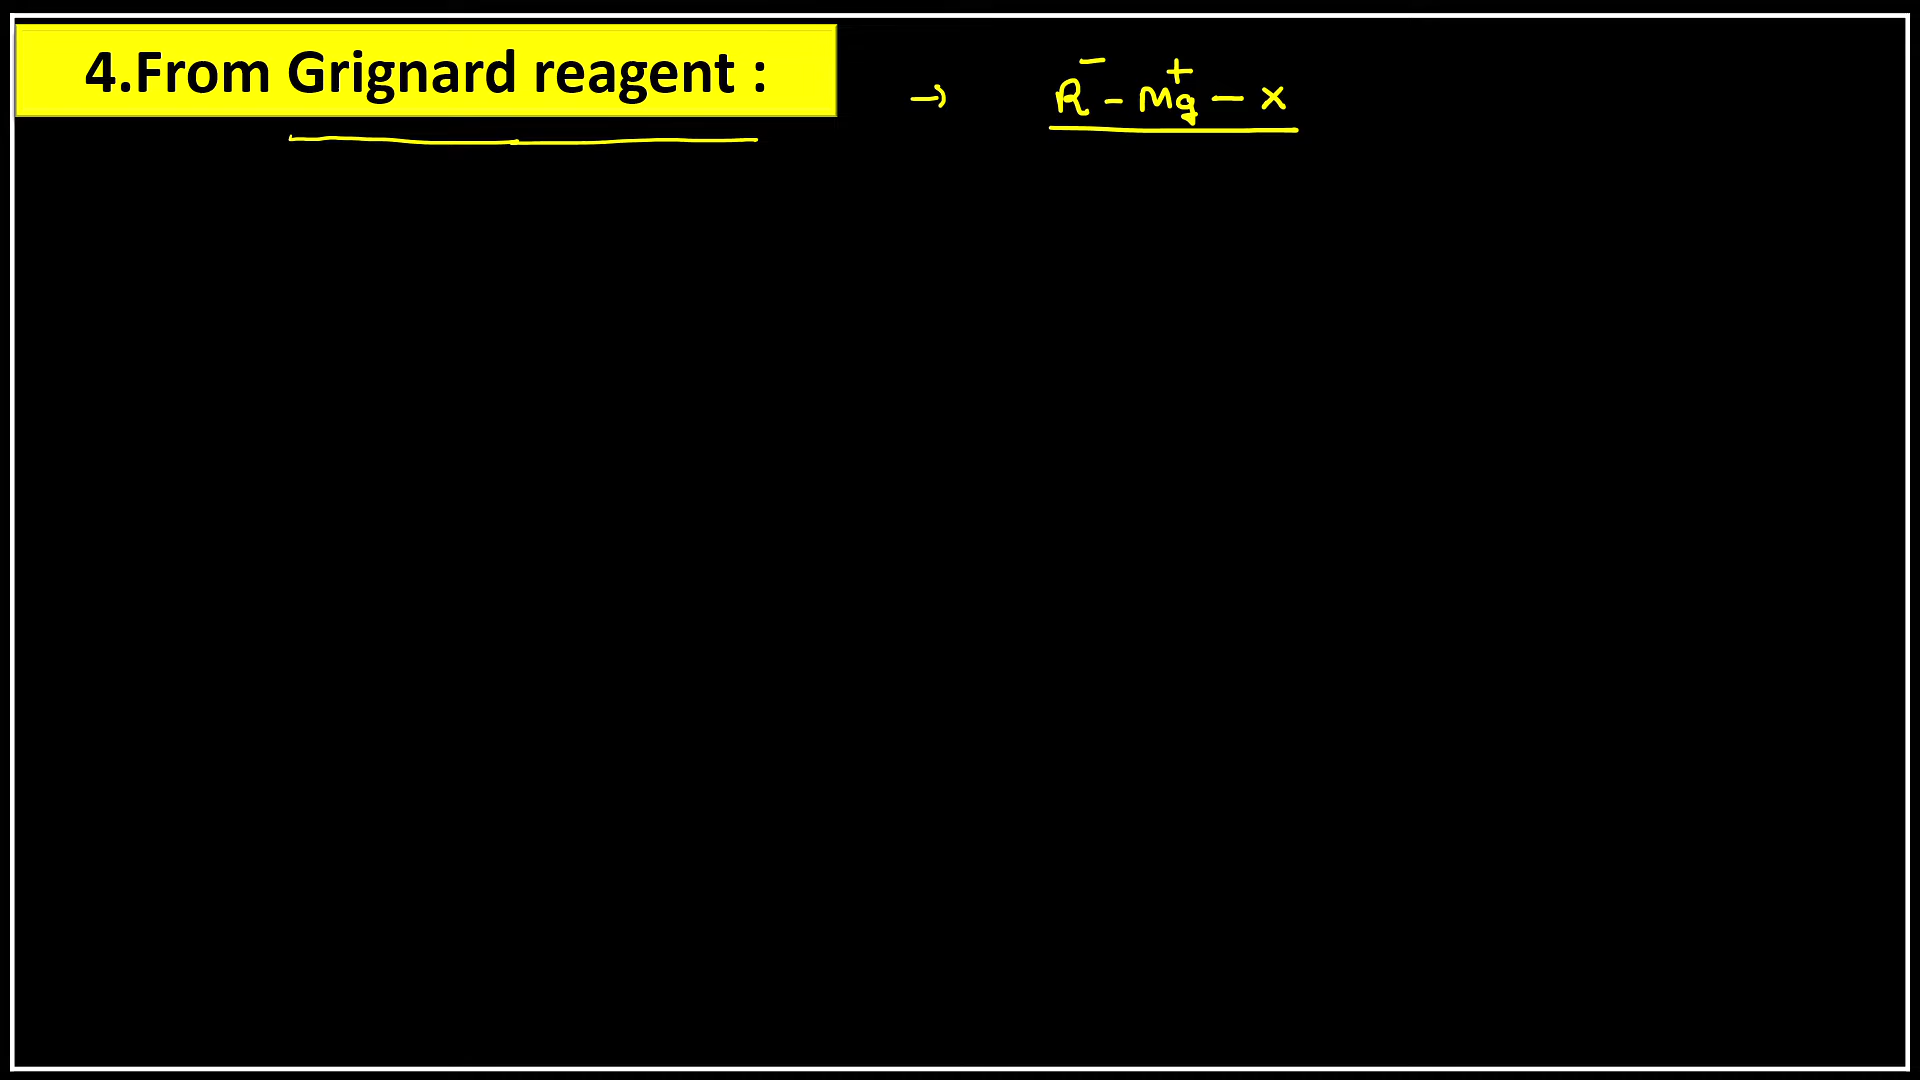 4.From Grignard reagent :
→ R⁻ - Mg⁺ - X